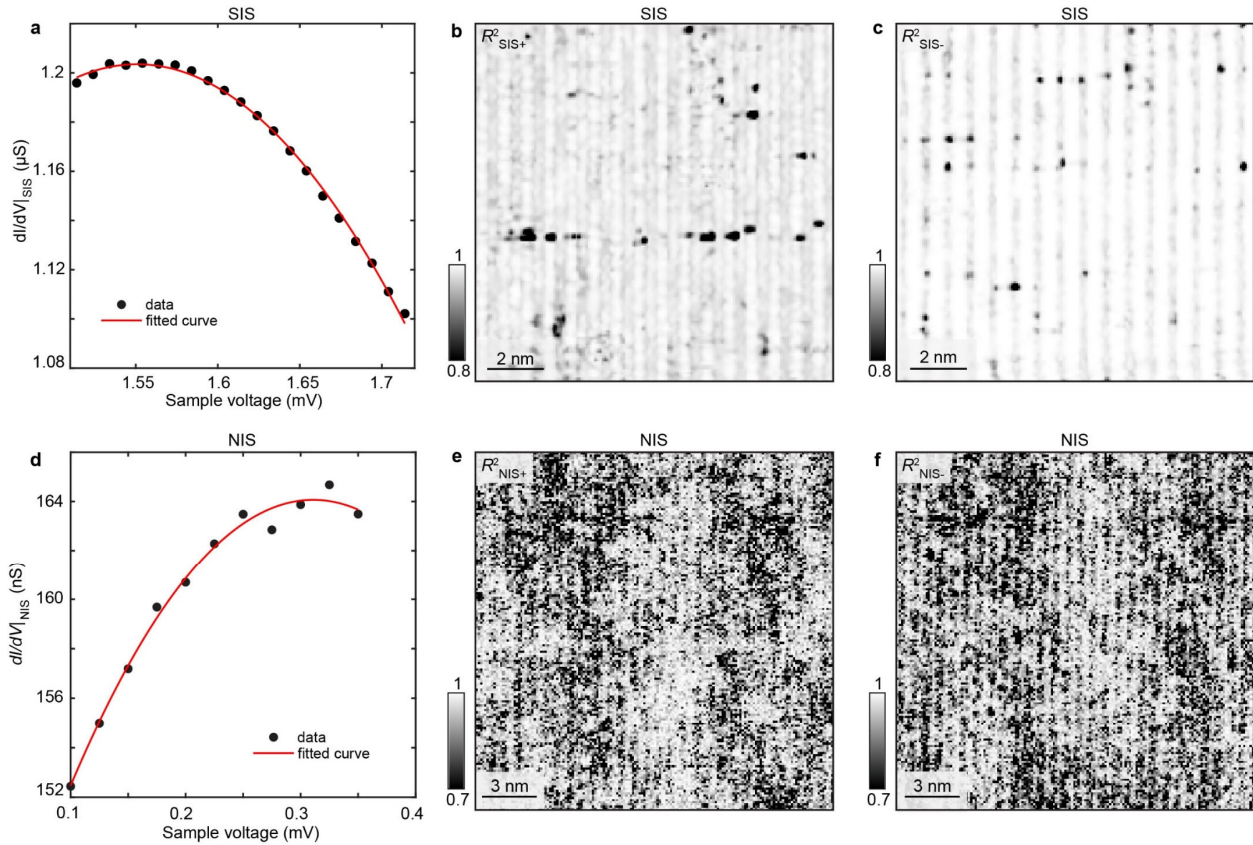 SIS
a
dI/dV|SIS (µS)
1.2
1.16
1.12
1.08
data
fitted curve
1.55 1.6 1.65 1.7
Sample voltage (mV)
SIS
b
R²SIS+
1
0.8
2 nm
SIS
c
R²SIS-
1
0.8
2 nm
NIS
d
dI/dV|NIS (nS)
164
160
156
152
data
fitted curve
0.1 0.2 0.3 0.4
Sample voltage (mV)
NIS
e
R²NIS+
1
0.7
3 nm
NIS
f
R²NIS-
1
0.7
3 nm